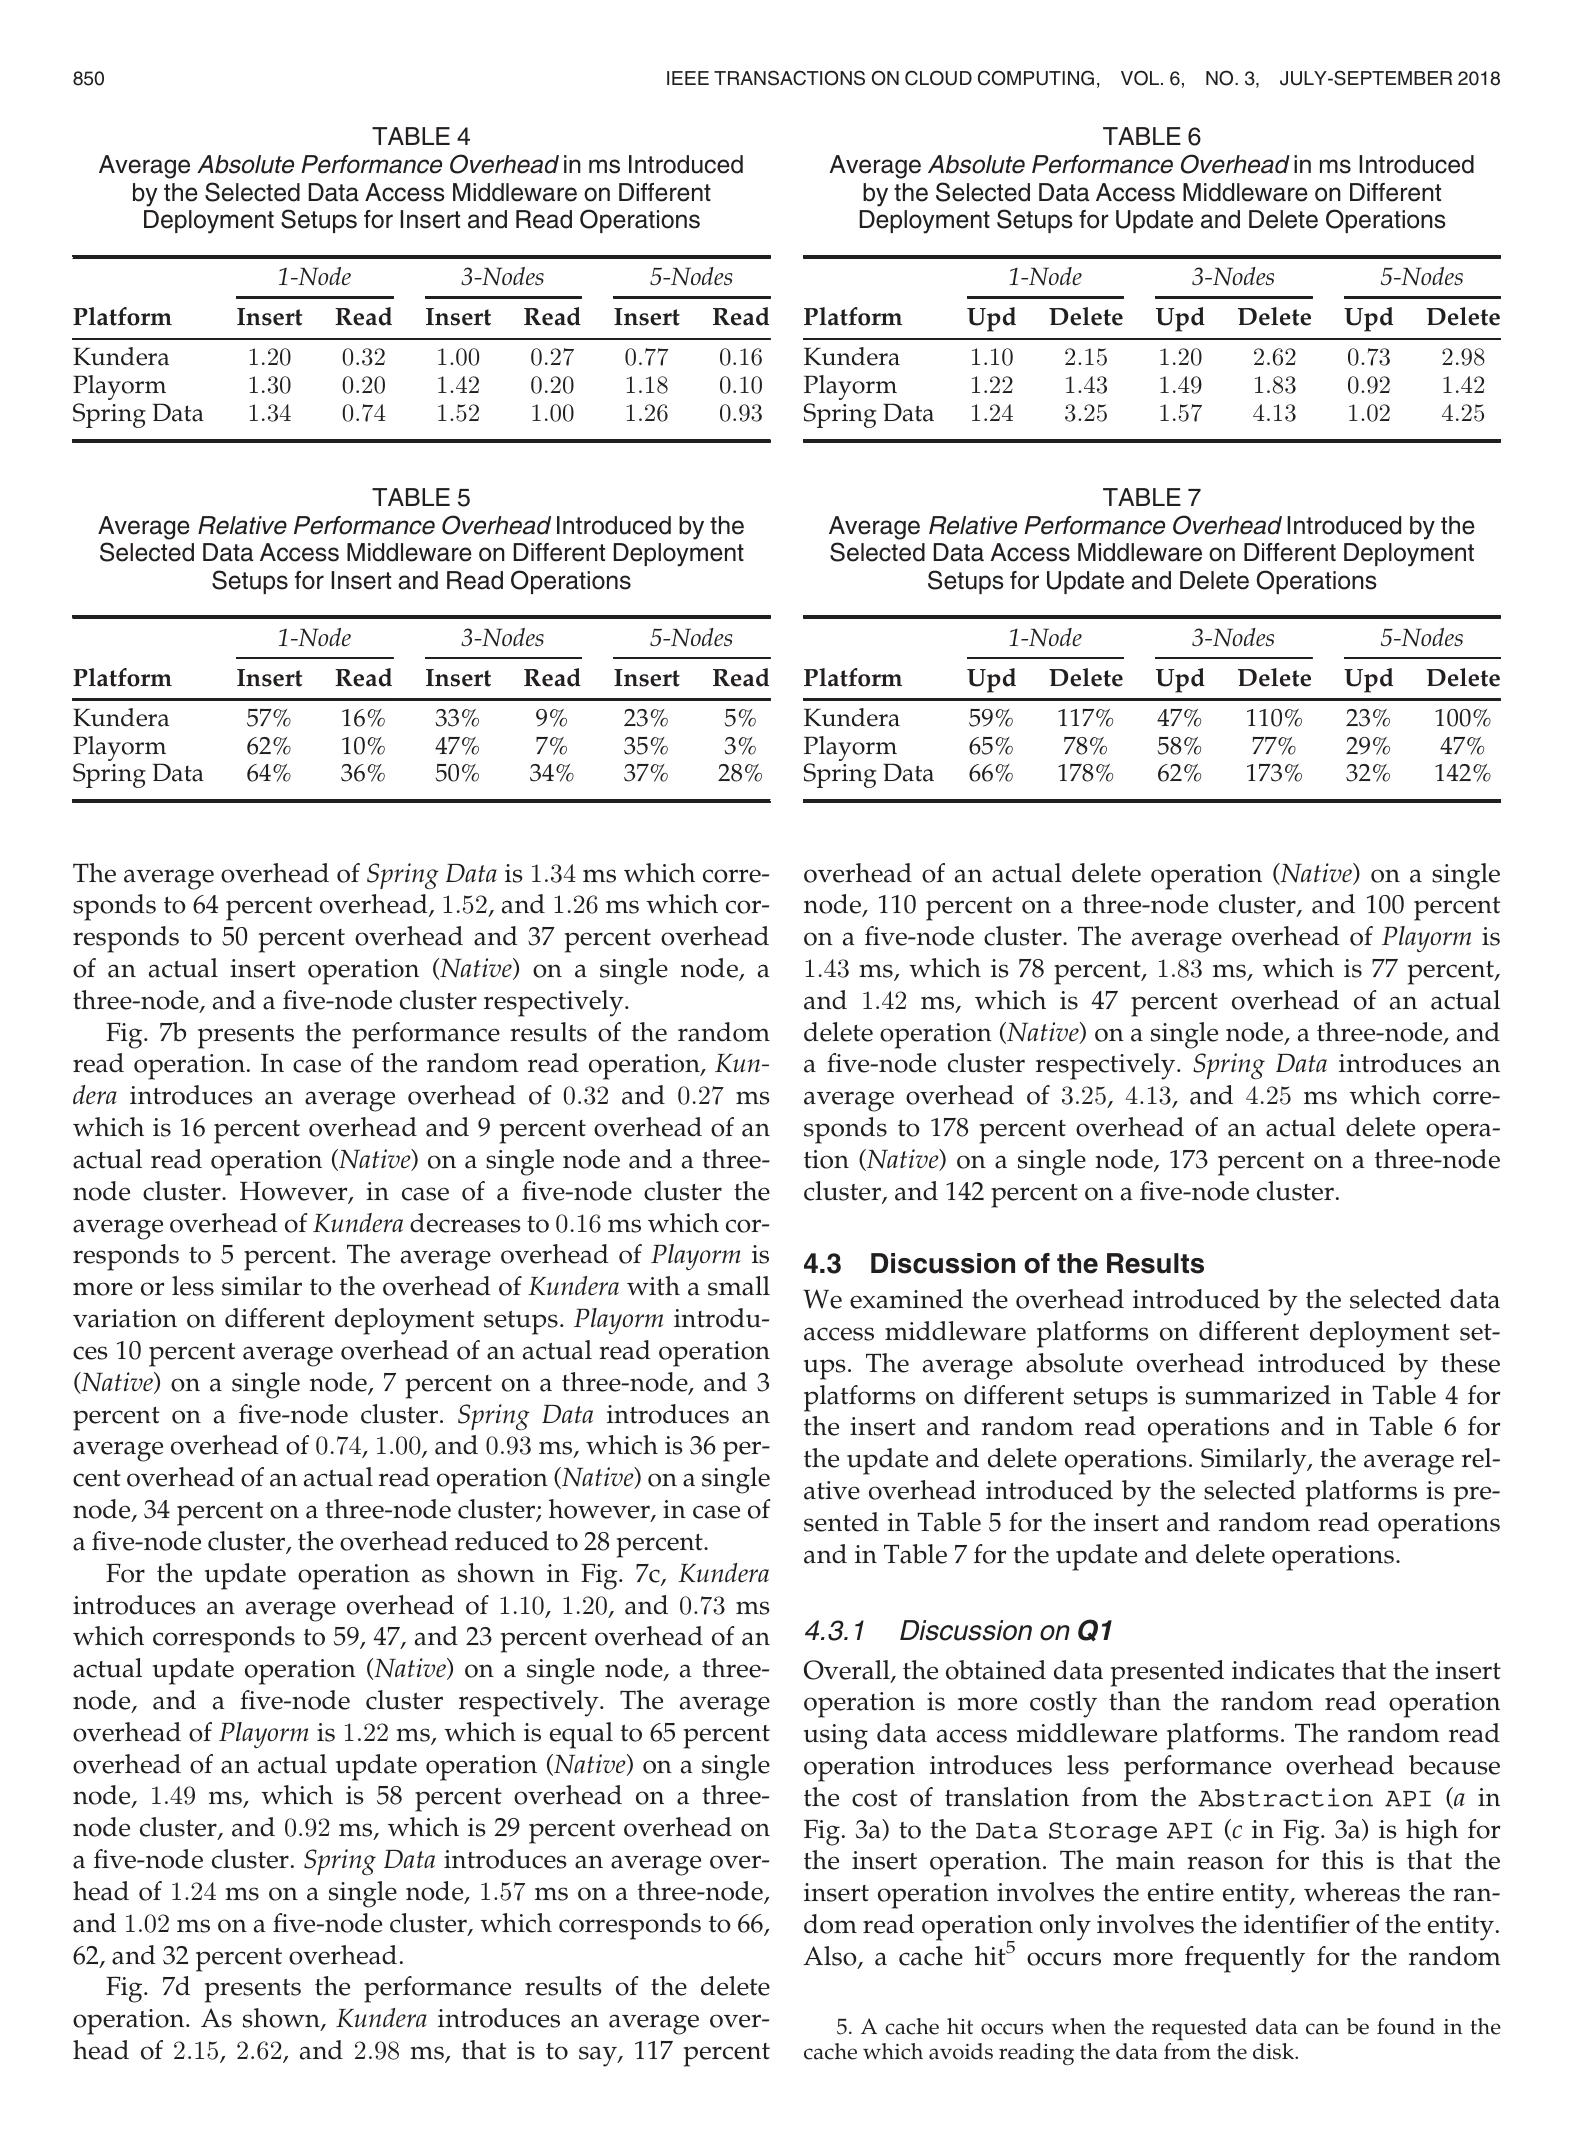 850
IEEE TRANSACTIONS ON CLOUD COMPUTING, VOL. 6, NO. 3, JULY-SEPTEMBER 2018
TABLE 4
Average Absolute Performance Overhead in ms Introduced
by the Selected Data Access Middleware on Different
Deployment Setups for Insert and Read Operations
1-Node 3-Nodes 5-Nodes
Platform Insert Read Insert Read Insert Read
Kundera 1.20 0.32 1.00 0.27 0.77 0.16
Playorm 1.30 0.20 1.42 0.20 1.18 0.10
Spring Data 1.34 0.74 1.52 1.00 1.26 0.93
TABLE 5
Average Relative Performance Overhead Introduced by the
Selected Data Access Middleware on Different Deployment
Setups for Insert and Read Operations
1-Node 3-Nodes 5-Nodes
Platform Insert Read Insert Read Insert Read
Kundera 57% 16% 33% 9% 23% 5%
Playorm 62% 10% 47% 7% 35% 3%
Spring Data 64% 36% 50% 34% 37% 28%
The average overhead of Spring Data is 1.34 ms which corre-
sponds to 64 percent overhead, 1.52, and 1.26 ms which cor-
responds to 50 percent overhead and 37 percent overhead
of an actual insert operation (Native) on a single node, a
three-node, and a five-node cluster respectively.
Fig. 7b presents the performance results of the random
read operation. In case of the random read operation, Kun-
dera introduces an average overhead of 0.32 and 0.27 ms
which is 16 percent overhead and 9 percent overhead of an
actual read operation (Native) on a single node and a three-
node cluster. However, in case of a five-node cluster the
average overhead of Kundera decreases to 0.16 ms which cor-
responds to 5 percent. The average overhead of Playorm is
more or less similar to the overhead of Kundera with a small
variation on different deployment setups. Playorm introdu-
ces 10 percent average overhead of an actual read operation
(Native) on a single node, 7 percent on a three-node, and 3
percent on a five-node cluster. Spring Data introduces an
average overhead of 0.74, 1.00, and 0.93 ms, which is 36 per-
cent overhead of an actual read operation (Native) on a single
node, 34 percent on a three-node cluster; however, in case of
a five-node cluster, the overhead reduced to 28 percent.
For the update operation as shown in Fig. 7c, Kundera
introduces an average overhead of 1.10, 1.20, and 0.73 ms
which corresponds to 59, 47, and 23 percent overhead of an
actual update operation (Native) on a single node, a three-
node, and a five-node cluster respectively. The average
overhead of Playorm is 1.22 ms, which is equal to 65 percent
overhead of an actual update operation (Native) on a single
node, 1.49 ms, which is 58 percent overhead on a three-
node cluster, and 0.92 ms, which is 29 percent overhead on
a five-node cluster. Spring Data introduces an average over-
head of 1.24 ms on a single node, 1.57 ms on a three-node,
and 1.02 ms on a five-node cluster, which corresponds to 66,
62, and 32 percent overhead.
Fig. 7d presents the performance results of the delete
operation. As shown, Kundera introduces an average over-
head of 2.15, 2.62, and 2.98 ms, that is to say, 117 percent
TABLE 6
Average Absolute Performance Overhead in ms Introduced
by the Selected Data Access Middleware on Different
Deployment Setups for Update and Delete Operations
1-Node 3-Nodes 5-Nodes
Platform Upd Delete Upd Delete Upd Delete
Kundera 1.10 2.15 1.20 2.62 0.73 2.98
Playorm 1.22 1.43 1.49 1.83 0.92 1.42
Spring Data 1.24 3.25 1.57 4.13 1.02 4.25
TABLE 7
Average Relative Performance Overhead Introduced by the
Selected Data Access Middleware on Different Deployment
Setups for Update and Delete Operations
1-Node 3-Nodes 5-Nodes
Platform Upd Delete Upd Delete Upd Delete
Kundera 59% 117% 47% 110% 23% 100%
Playorm 65% 78% 58% 77% 29% 47%
Spring Data 66% 178% 62% 173% 32% 142%
overhead of an actual delete operation (Native) on a single
node, 110 percent on a three-node cluster, and 100 percent
on a five-node cluster. The average overhead of Playorm is
1.43 ms, which is 78 percent, 1.83 ms, which is 77 percent,
and 1.42 ms, which is 47 percent overhead of an actual
delete operation (Native) on a single node, a three-node, and
a five-node cluster respectively. Spring Data introduces an
average overhead of 3.25, 4.13, and 4.25 ms which corre-
sponds to 178 percent overhead of an actual delete opera-
tion (Native) on a single node, 173 percent on a three-node
cluster, and 142 percent on a five-node cluster.
4.3 Discussion of the Results
We examined the overhead introduced by the selected data
access middleware platforms on different deployment set-
ups. The average absolute overhead introduced by these
platforms on different setups is summarized in Table 4 for
the insert and random read operations and in Table 6 for
the update and delete operations. Similarly, the average rel-
ative overhead introduced by the selected platforms is pre-
sented in Table 5 for the insert and random read operations
and in Table 7 for the update and delete operations.
4.3.1 Discussion on Q1
Overall, the obtained data presented indicates that the insert
operation is more costly than the random read operation
using data access middleware platforms. The random read
operation introduces less performance overhead because
the cost of translation from the Abstraction API (a in
Fig. 3a) to the Data Storage API (c in Fig. 3a) is high for
the insert operation. The main reason for this is that the
insert operation involves the entire entity, whereas the ran-
dom read operation only involves the identifier of the entity.
Also, a cache hit⁵ occurs more frequently for the random
5. A cache hit occurs when the requested data can be found in the
cache which avoids reading the data from the disk.